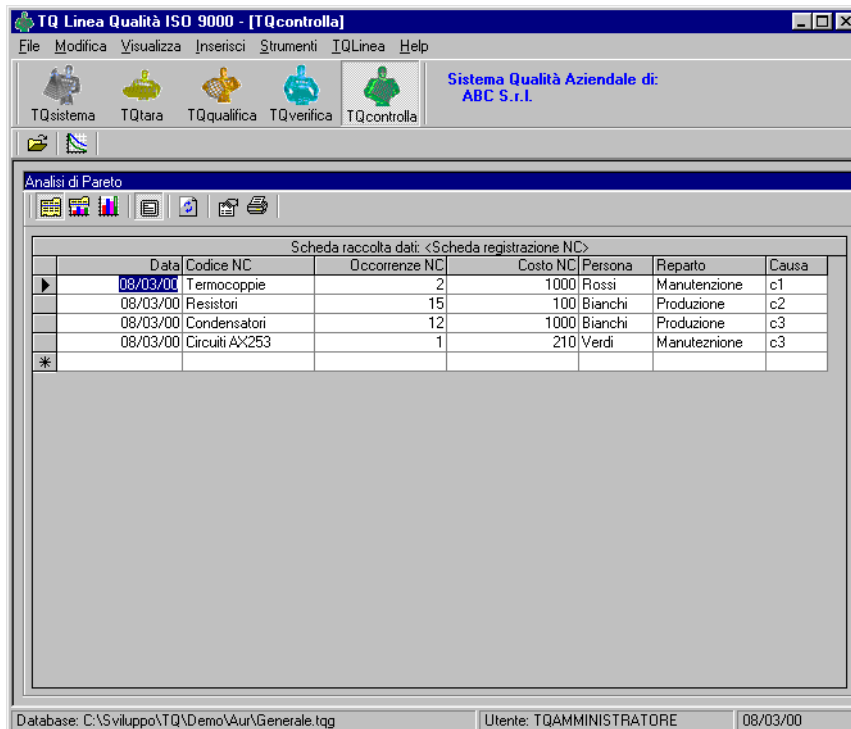 TQ Linea Qualità ISO 9000 - [TQcontrolla]
File Modifica Visualizza Inserisci Strumenti TQLinea Help
Sistema Qualità Aziendale di:
ABC S.r.l.
TQsistema TQtara TQqualifica TQverifica TQcontrolla
Analisi di Pareto
Scheda raccolta dati: <Scheda registrazione NC>
Data Codice NC Occorrenze NC Costo NC Persona Reparto Causa
08/03/00 Termocoppie 2 1000 Rossi Manutenzione c1
08/03/00 Resistori 15 100 Bianchi Produzione c2
08/03/00 Condensatori 12 1000 Bianchi Produzione c3
08/03/00 Circuiti AX253 1 210 Verdi Manuteznione c3
Database: C:\Sviluppo\TQ\Demo\Aur\Generale.tqg Utente: TQAMMINISTRATORE 08/03/00